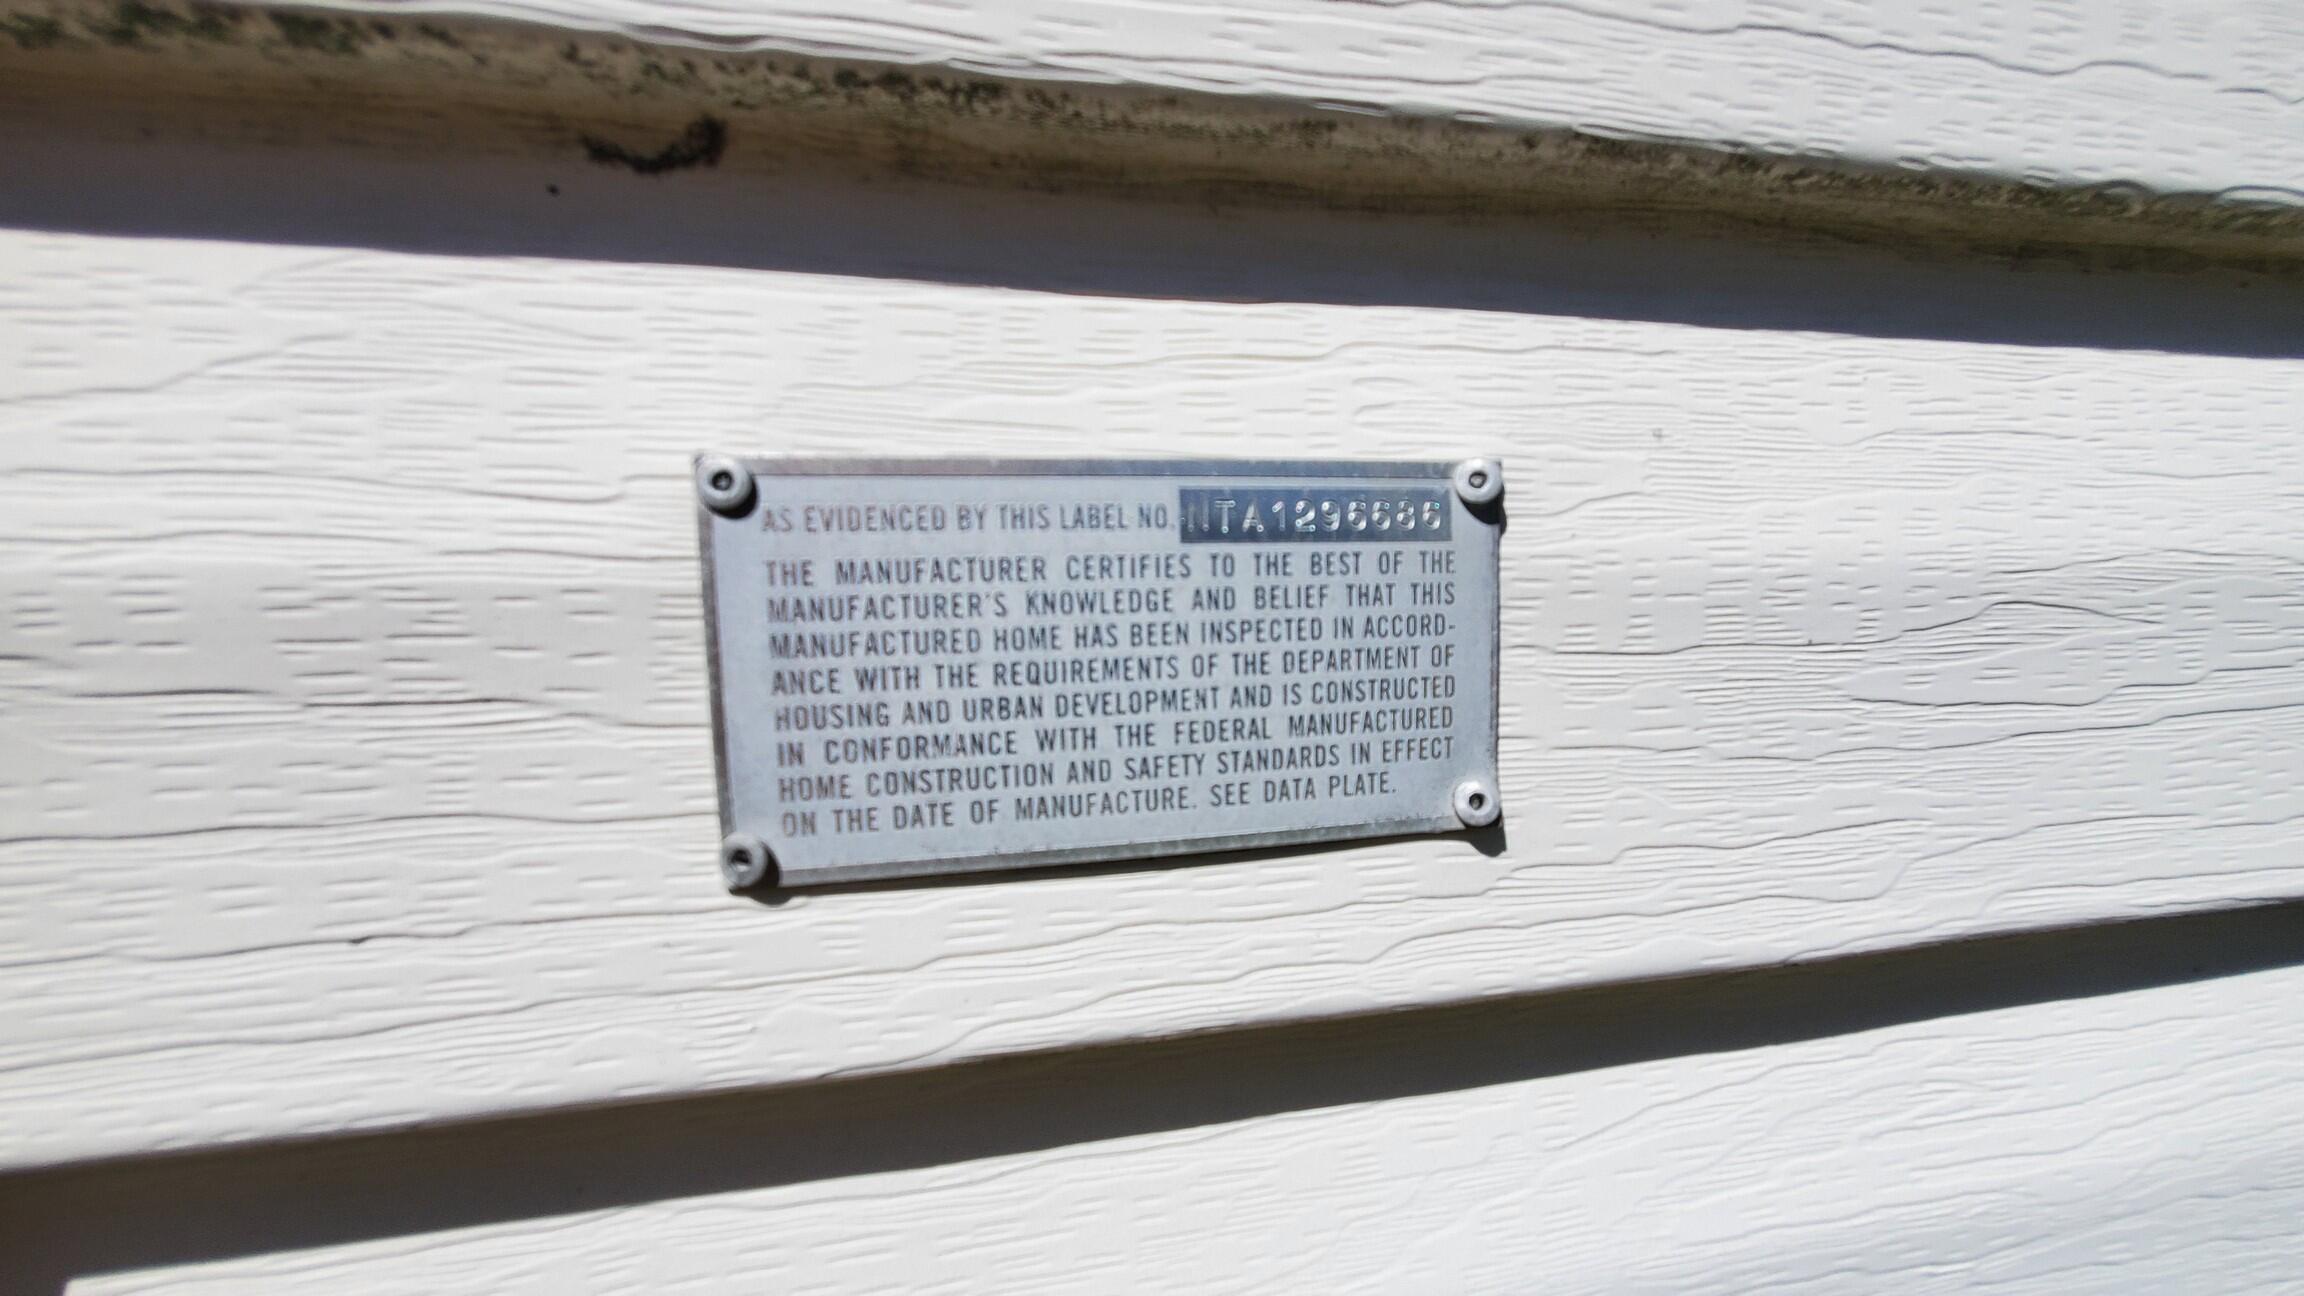 AS EVIDENCED BY THIS LABEL NO. NTA1296686
THE MANUFACTURER CERTIFIES TO THE BEST OF THE
MANUFACTURER'S KNOWLEDGE AND BELIEF THAT THIS
MANUFACTURED HOME HAS BEEN INSPECTED IN ACCORD-
ANCE WITH THE REQUIREMENTS OF THE DEPARTMENT OF
HOUSING AND URBAN DEVELOPMENT AND IS CONSTRUCTED
IN CONFORMANCE WITH THE FEDERAL MANUFACTURED
HOME CONSTRUCTION AND SAFETY STANDARDS IN EFFECT
ON THE DATE OF MANUFACTURE. SEE DATA PLATE.